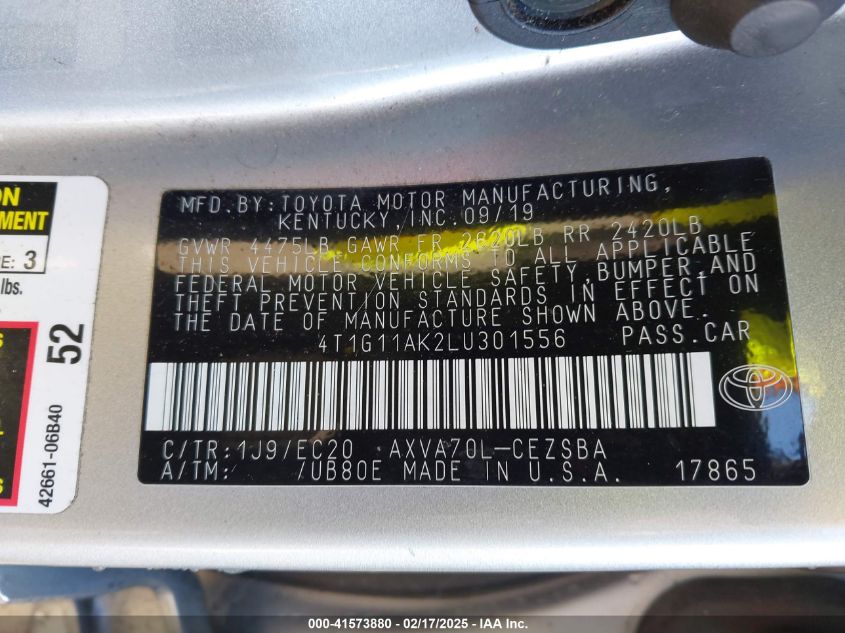 MFD.BY:TOYOTA MOTOR MANUFACTURING,
KENTUCKY,INC.09/19
GVWR 4475LB GAWR FR 2620LB RR 2420LB
THIS VEHICLE CONFORMS TO ALL APPLICABLE
FEDERAL MOTOR VEHICLE SAFETY,BUMPER,AND
THEFT PREVENTION STANDARDS IN EFFECT ON
THE DATE OF MANUFACTURE SHOWN ABOVE.
4T1G11AK2LU301556 PASS.CAR
C/TR:1J9/EC20 AXVA70L-CEZSBA
A/TM: /UB80E MADE IN U.S.A. 17865
ON
MENT
E: 3
lbs.
52
42661-06B40
000-41573880 - 02/17/2025 - IAAI Inc.